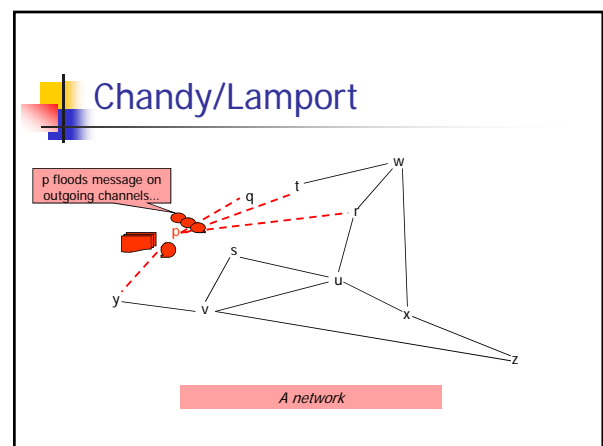 Chandy/Lamport
p floods message on
outgoing channels...
w
q
t
r
p
s
u
y
v
x
z
A network